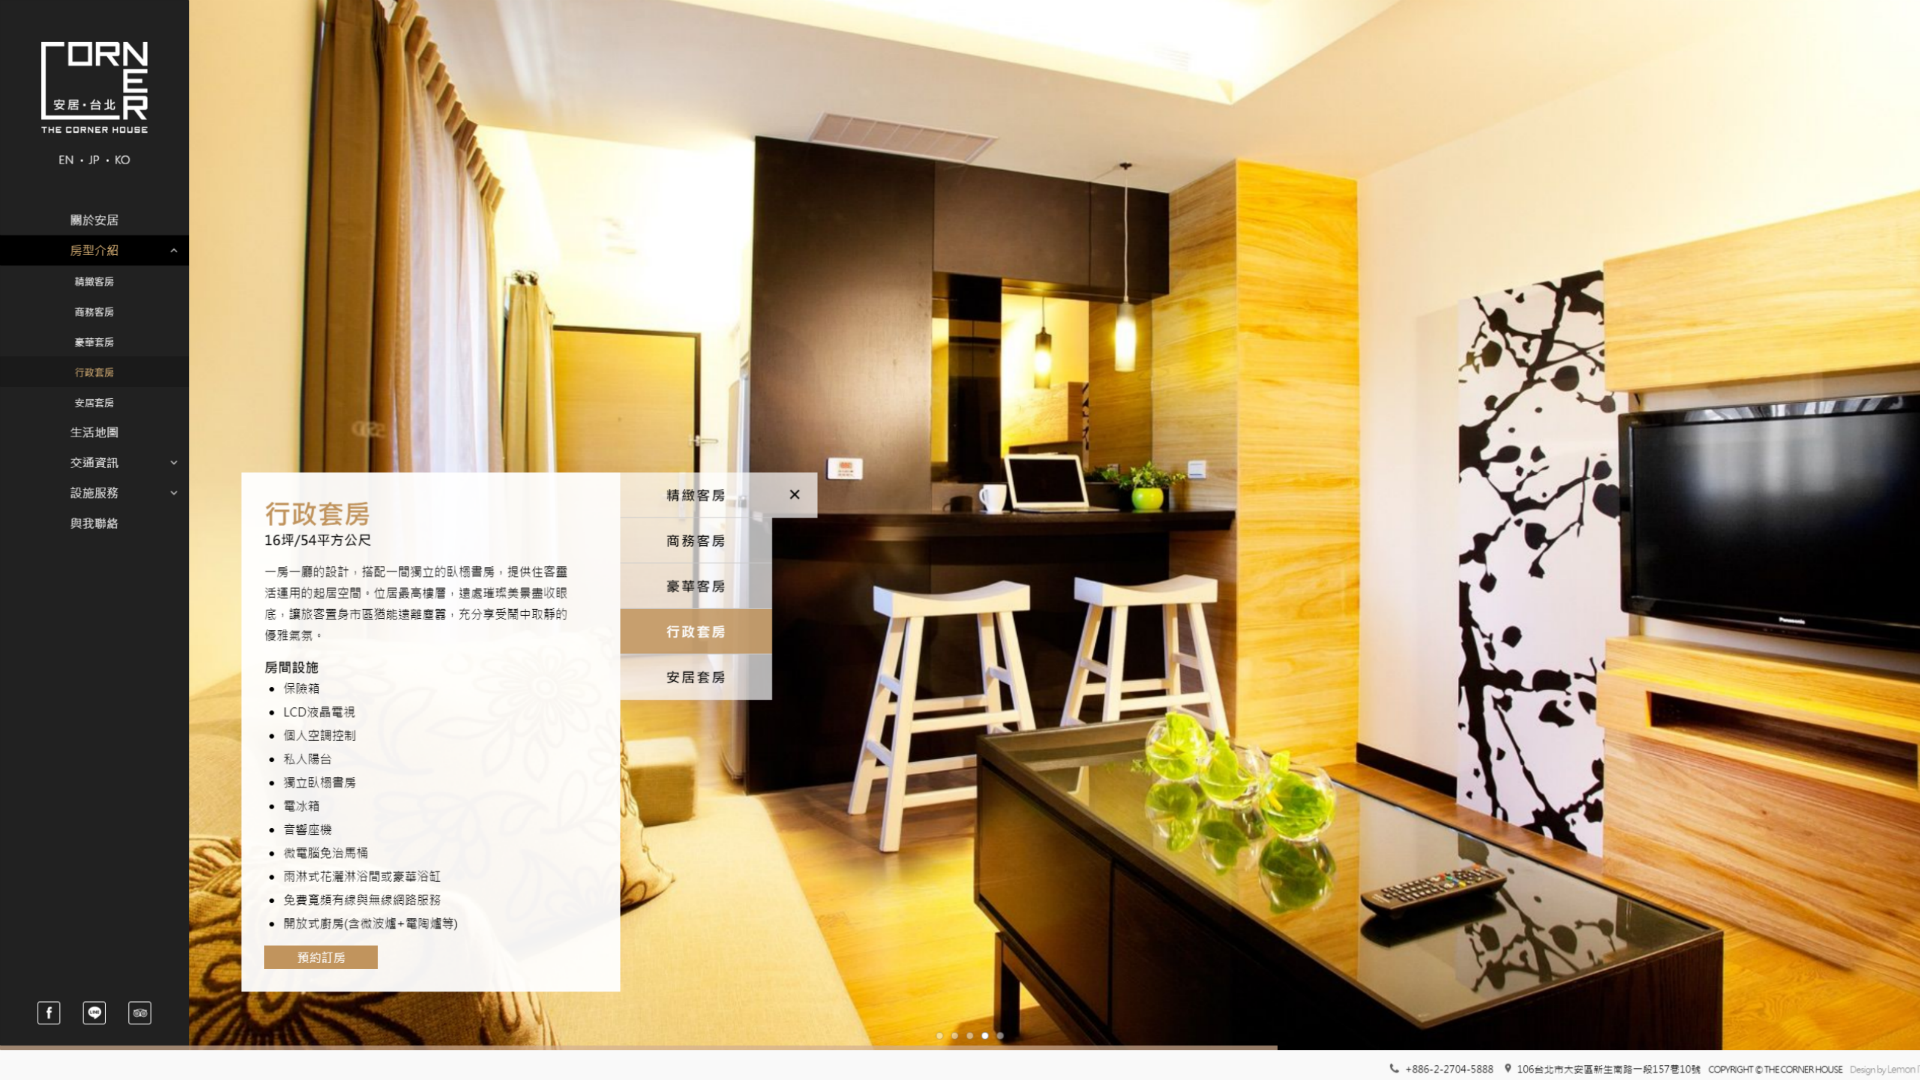 CORNER
安居·台北
THE CORNER HOUSE
EN · JP · KO
關於安居
房型介紹
精緻客房
商務客房
豪華套房
行政套房
安居套房
生活地圖
交通資訊
設施服務
與我聯絡
行政套房
16坪/54平方公尺
一房一廳的設計，搭配一間獨立的臥榻書房，提供住客靈
活運用的起居空間。位居最高樓層，遠處璀璨美景盡收眼
底，讓旅客置身市區猶能遠離塵囂，充分享受鬧中取靜的
優雅氣氛。
房間設施
保險箱
LCD液晶電視
個人空調控制
私人陽台
獨立臥榻書房
電冰箱
音響座機
微電腦免治馬桶
雨淋式花灑淋浴間或豪華浴缸
免費寬頻有線與無線網路服務
開放式廚房(含微波爐+電陶爐等)
預約訂房
精緻客房
商務客房
豪華客房
行政套房
安居套房
Panasonic
+886-2-2704-5888
106台北市大安區新生南路一段157巷10號
COPYRIGHT © THE CORNER HOUSE
Design by Lemon